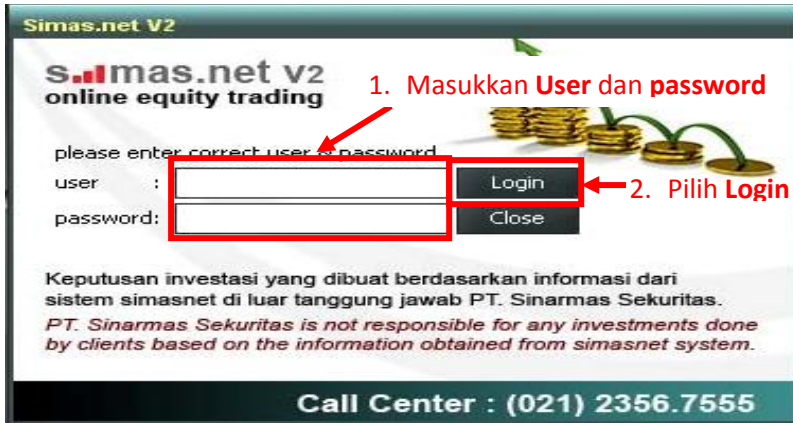 Simas.net V2
simas.net v2
online equity trading
1. Masukkan User dan password
please enter correct user & password
user :
Login
2. Pilih Login
password:
Close
Keputusan investasi yang dibuat berdasarkan informasi dari
sistem simasnet di luar tanggung jawab PT. Sinarmas Sekuritas.
PT. Sinarmas Sekuritas is not responsible for any investments done
by clients based on the information obtained from simasnet system.
Call Center : (021) 2356.7555